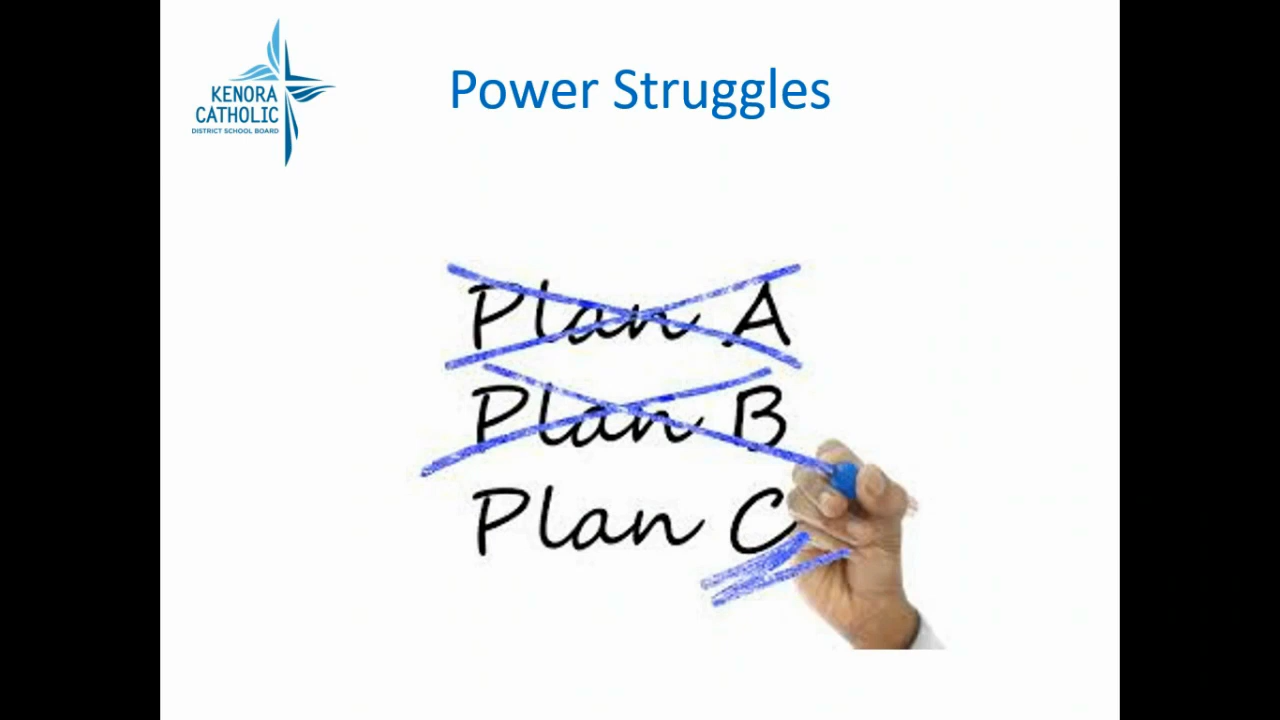 KENORA
CATHOLIC
DISTRICT SCHOOL BOARD
Power Struggles
Plan A
Plan B
Plan C